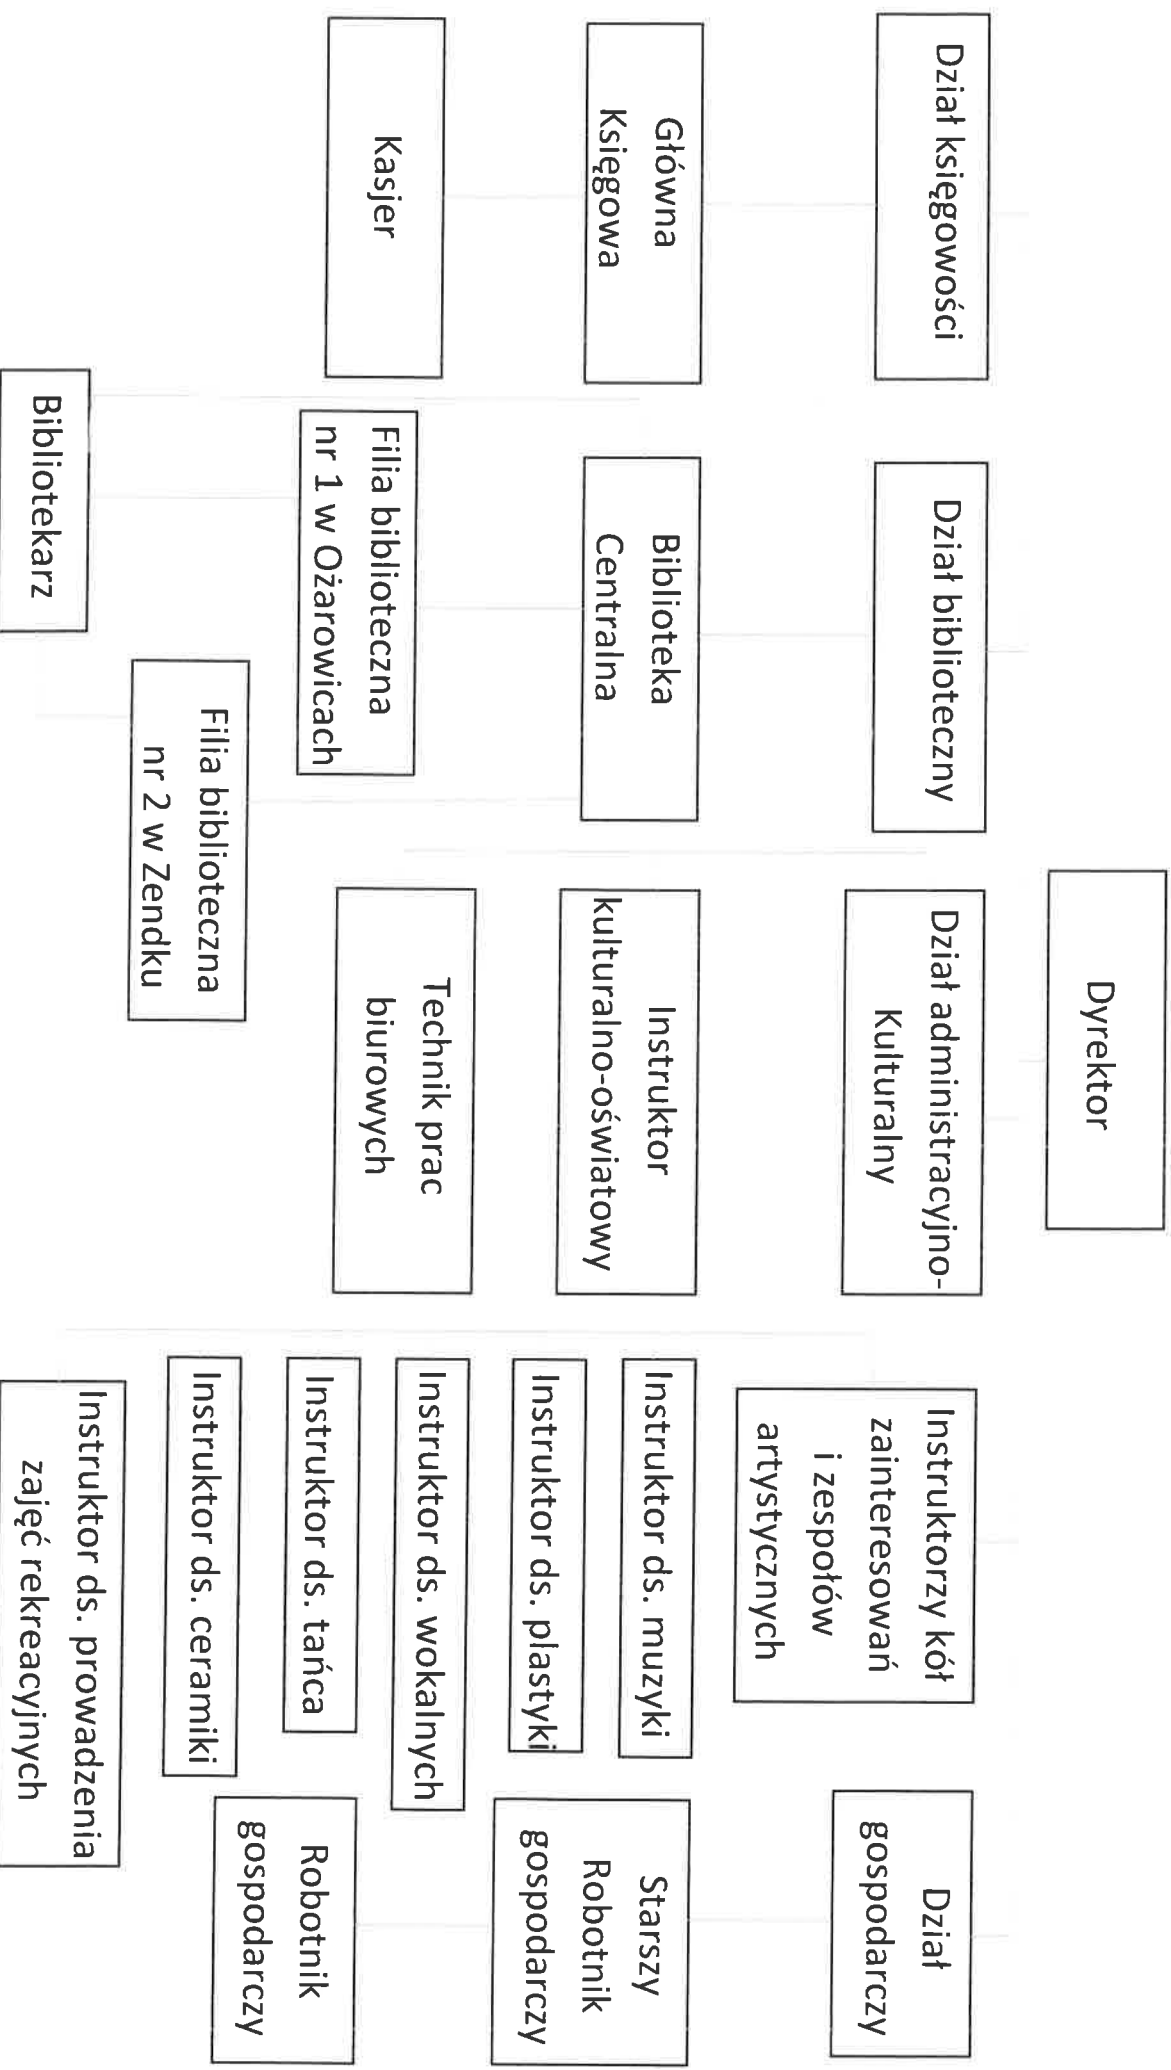 Dyrektor
Dział księgowości
Główna
Księgowa
Kasjer
Dział biblioteczny
Biblioteka
Centralna
Filia biblioteczna
nr 1 w Ożarowicach
Filia biblioteczna
nr 2 w Zendku
Bibliotekarz
Dział administracyjno-
Kulturalny
Instruktor
kulturalno-oświatowy
Technik prac
biurowych
Instruktorzy kół
zainteresowań
i zespołów
artystycznych
Instruktor ds. muzyki
Instruktor ds. plastyki
Instruktor ds. wokalnych
Instruktor ds. tańca
Instruktor ds. ceramiki
Instruktor ds. prowadzenia
zajęć rekreacyjnych
Dział
gospodarczy
Starszy
Robotnik
gospodarczy
Robotnik
gospodarczy